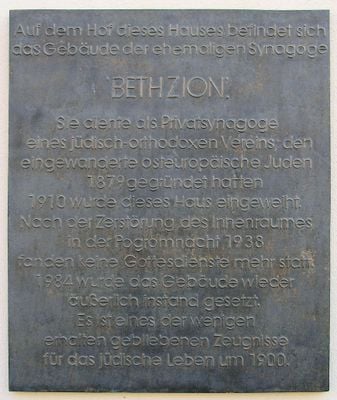 Auf dem Hof dieses Hauses befindet sich
das Gebäude der ehemaligen Synagoge
'BETHZION'.
Sie diente als Privatsynagoge
eines jüdisch-orthodoxen Vereins, den
eingewanderte osteuropäische Juden
1879 gegründet hatten
1910 wurde dieses Haus eingeweiht.
Nach der Zerstörung des Innenraumes
in der Pogromnacht 1938
fanden keine Gottesdienste mehr statt
1984 wurde das Gebäude wieder
äußerlich instand gesetzt.
Es ist eines der wenigen
erhalten gebliebenen Zeugnisse
für das jüdische Leben um 1900.